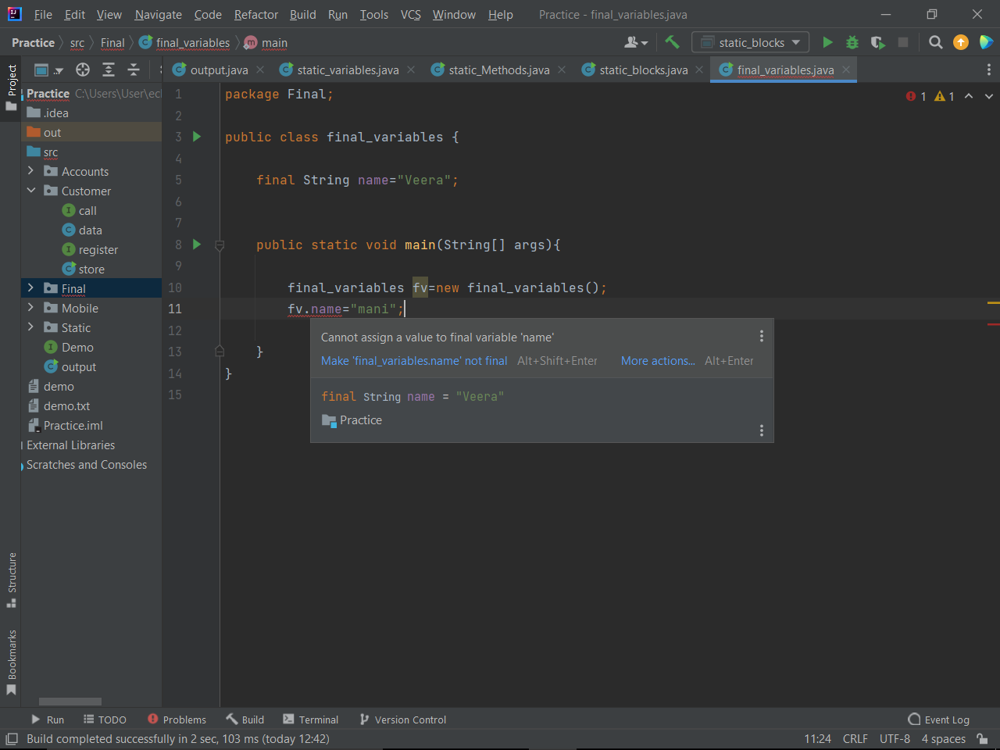 File Edit View Navigate Code Refactor Build Run Tools VCS Window Help Practice - final_variables.java
Practice src Final final_variables main static_blocks
Project
output.java static_variables.java static_Methods.java static_blocks.java final_variables.java
Practice C:\Users\User\ecl
.idea
out
src
Accounts
Customer
call
data
register
store
Final
Mobile
Static
Demo
output
demo
demo.txt
Practice.iml
External Libraries
Scratches and Consoles
1 package Final;
2
3 public class final_variables {
4
5 final String name="Veera";
6
7
8 public static void main(String[] args){
9
10 final_variables fv=new final_variables();
11 fv.name="mani";
12
13 }
14 }
15
1 1
Cannot assign a value to final variable 'name'
Make 'final_variables.name' not final Alt+Shift+Enter More actions... Alt+Enter
final String name = "Veera"
Practice
Structure
Bookmarks
Run TODO Problems Build Terminal Version Control Event Log
Build completed successfully in 2 sec, 103 ms (today 12:42) 11:24 CRLF UTF-8 4 spaces